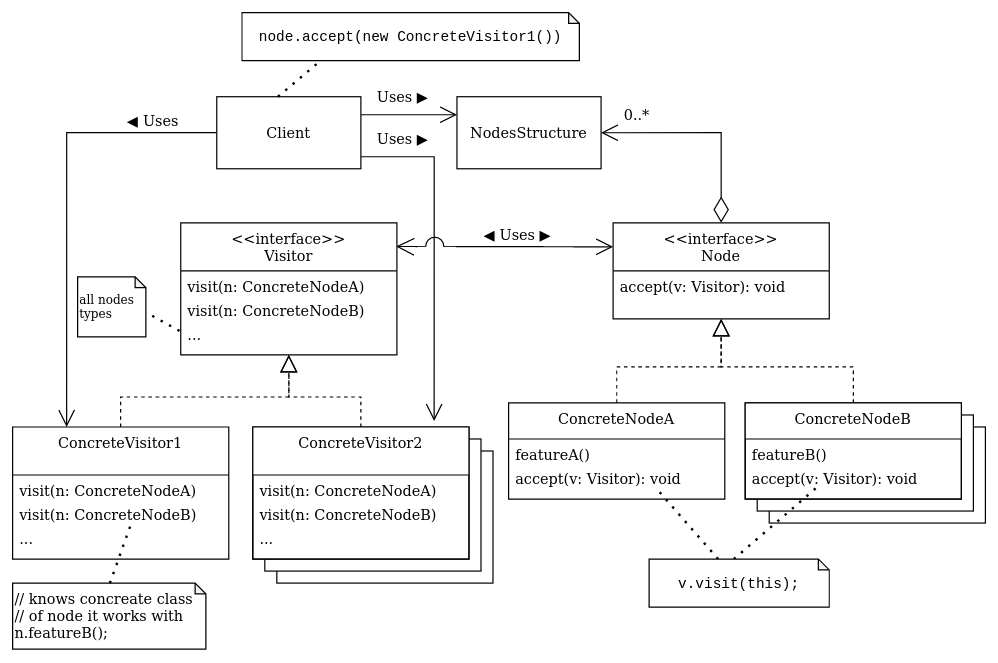 node.accept(new ConcreteVisitor1())
Uses ▶
◀ Uses
Client
NodesStructure
0..*
Uses ▶
<<interface>>
Visitor
visit(n: ConcreteNodeA)
visit(n: ConcreteNodeB)
...
◀ Uses ▶
<<interface>>
Node
accept(v: Visitor): void
all nodes
types
ConcreteVisitor1
visit(n: ConcreteNodeA)
visit(n: ConcreteNodeB)
...
ConcreteVisitor2
visit(n: ConcreteNodeA)
visit(n: ConcreteNodeB)
...
ConcreteNodeA
featureA()
accept(v: Visitor): void
ConcreteNodeB
featureB()
accept(v: Visitor): void
// knows concreate class
// of node it works with
n.featureB();
v.visit(this);